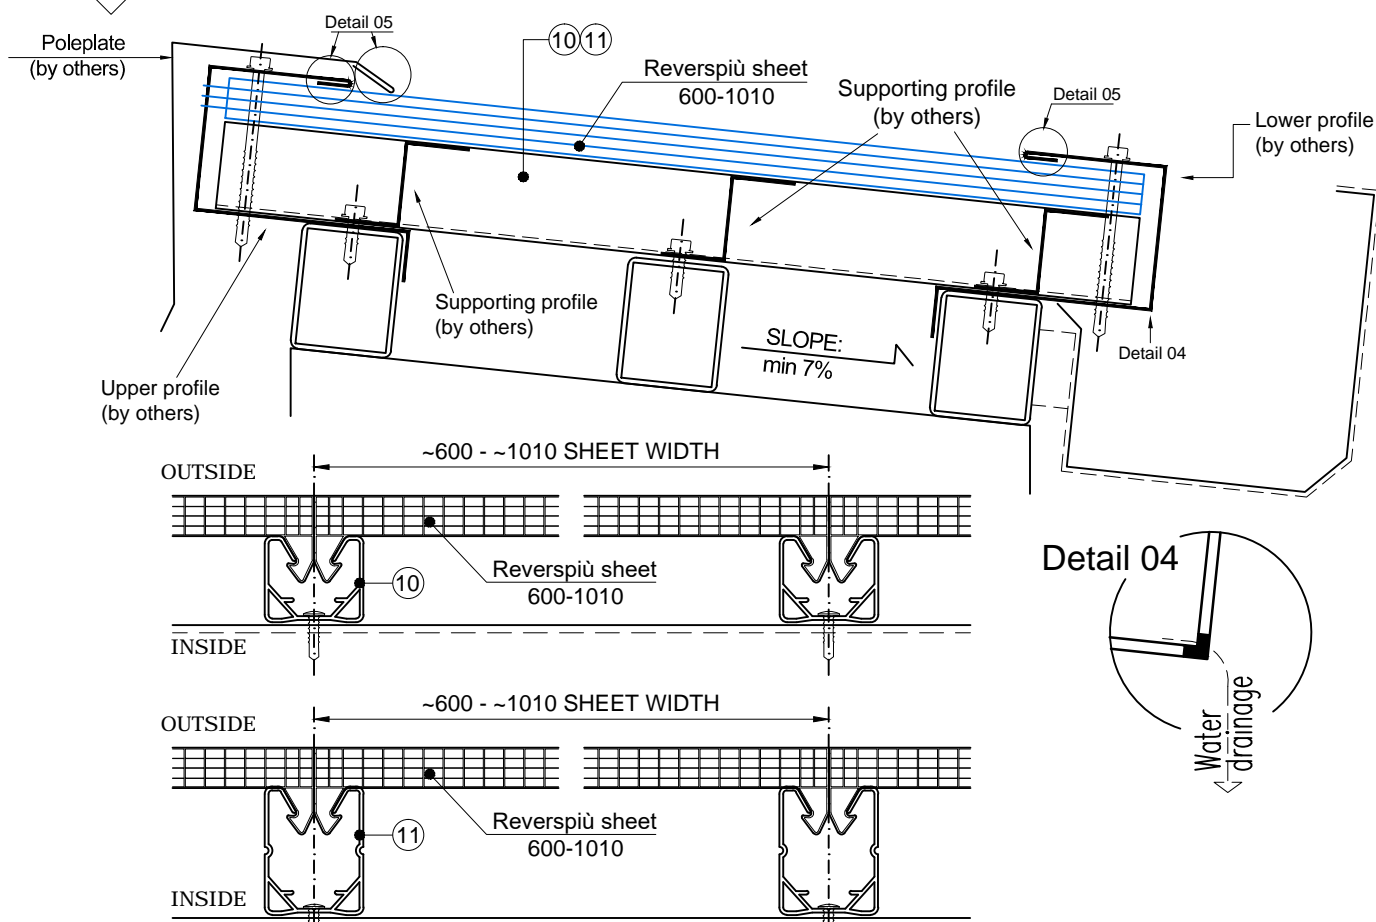 Detail 05
Poleplate
(by others)
10 11
Reverspiù sheet
600-1010
Supporting profile
(by others)
Detail 05
Lower profile
(by others)
Supporting profile
(by others)
SLOPE:
min 7%
Detail 04
Upper profile
(by others)
~600 - ~1010 SHEET WIDTH
OUTSIDE
Reverspiù sheet
600-1010
10
INSIDE
Detail 04
Water
drainage
~600 - ~1010 SHEET WIDTH
OUTSIDE
Reverspiù sheet
600-1010
11
INSIDE